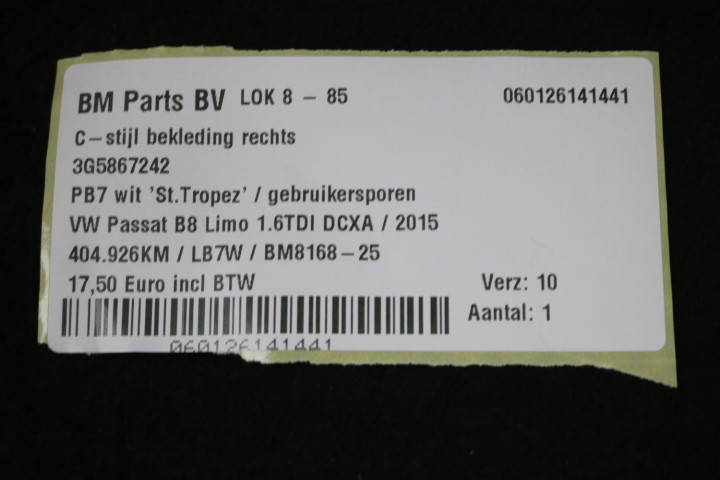 BM Parts BV LOK 8 - 85 060126141441
C-stijl bekleding rechts
3G5867242
PB7 wit 'St.Tropez' / gebruikersporen
VW Passat B8 Limo 1.6TDI DCXA / 2015
404.926KM / LB7W / BM8168-25
17,50 Euro incl BTW Verz: 10
Aantal: 1
060126141441